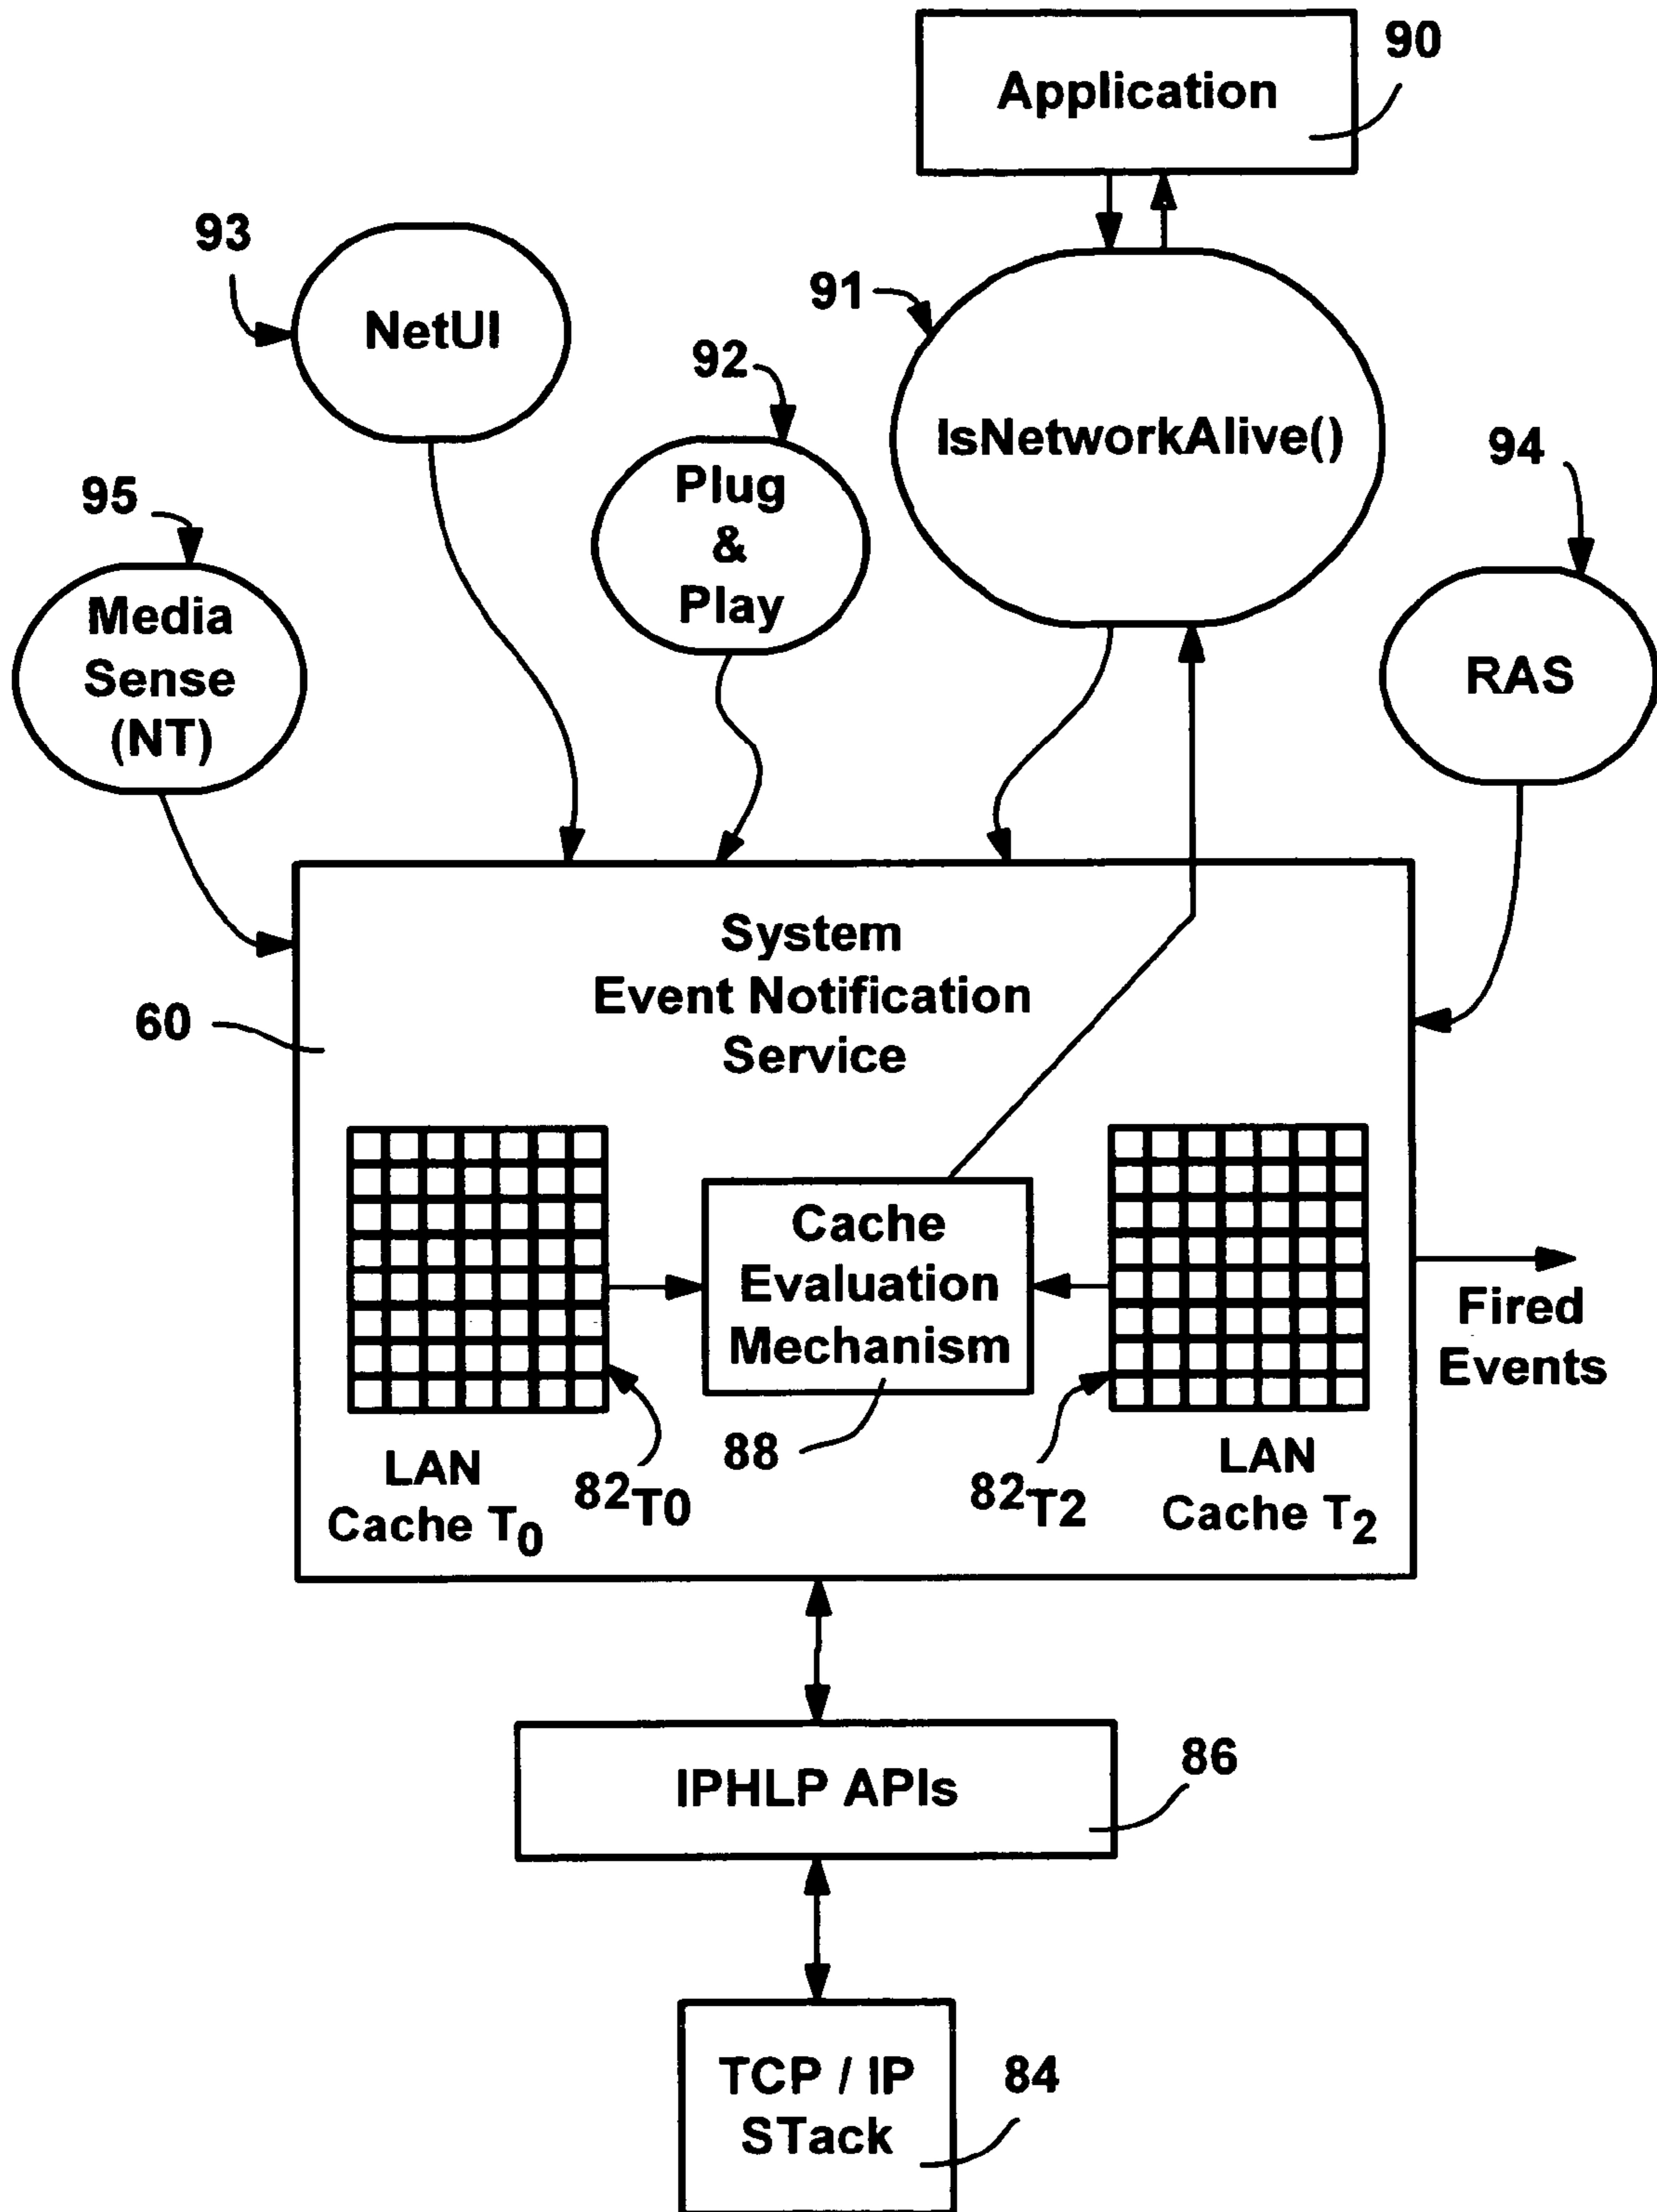 90
Application
93
NetUI
91
IsNetworkAlive()
92
Plug
&
Play
94
RAS
95
Media
Sense
(NT)
System
Event Notification
Service
60
Cache
Evaluation
Mechanism
Fired
Events
LAN
Cache T0
82T0
88
82T2
LAN
Cache T2
IPHLP APIs
86
TCP / IP
STack
84